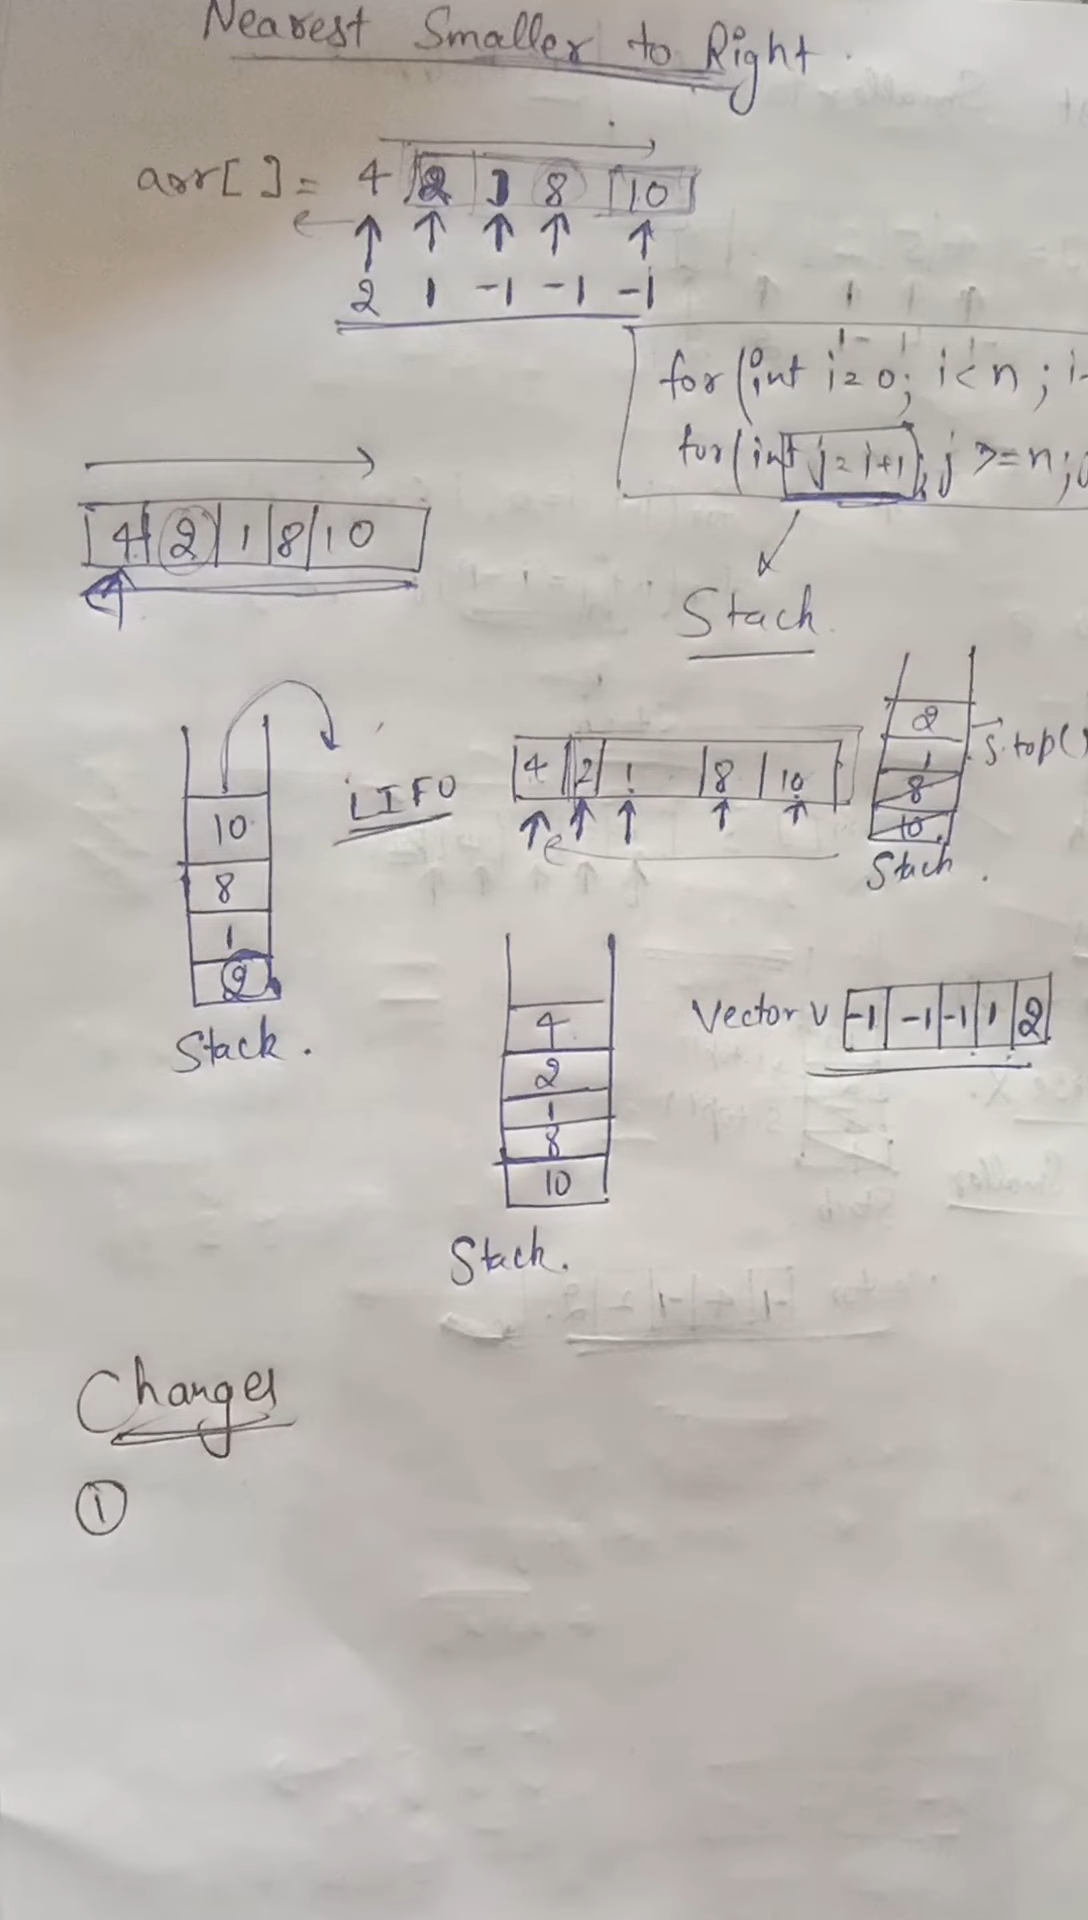 Nearest Smaller to Right.
arr[ ] = 4 2 1 8 10
2 1 -1 -1 -1
for (int i=0; i<n; i
for (int j=i+1; j>=n; j
4 2 1 8 10
Stack
2
1
8
10
s.top()
Stack.
4 2 1 8 10
LIFO
10
8
1
2
Stack.
Vector v -1 -1 -1 1 2
4
2
1
8
10
Stack.
Changes
1